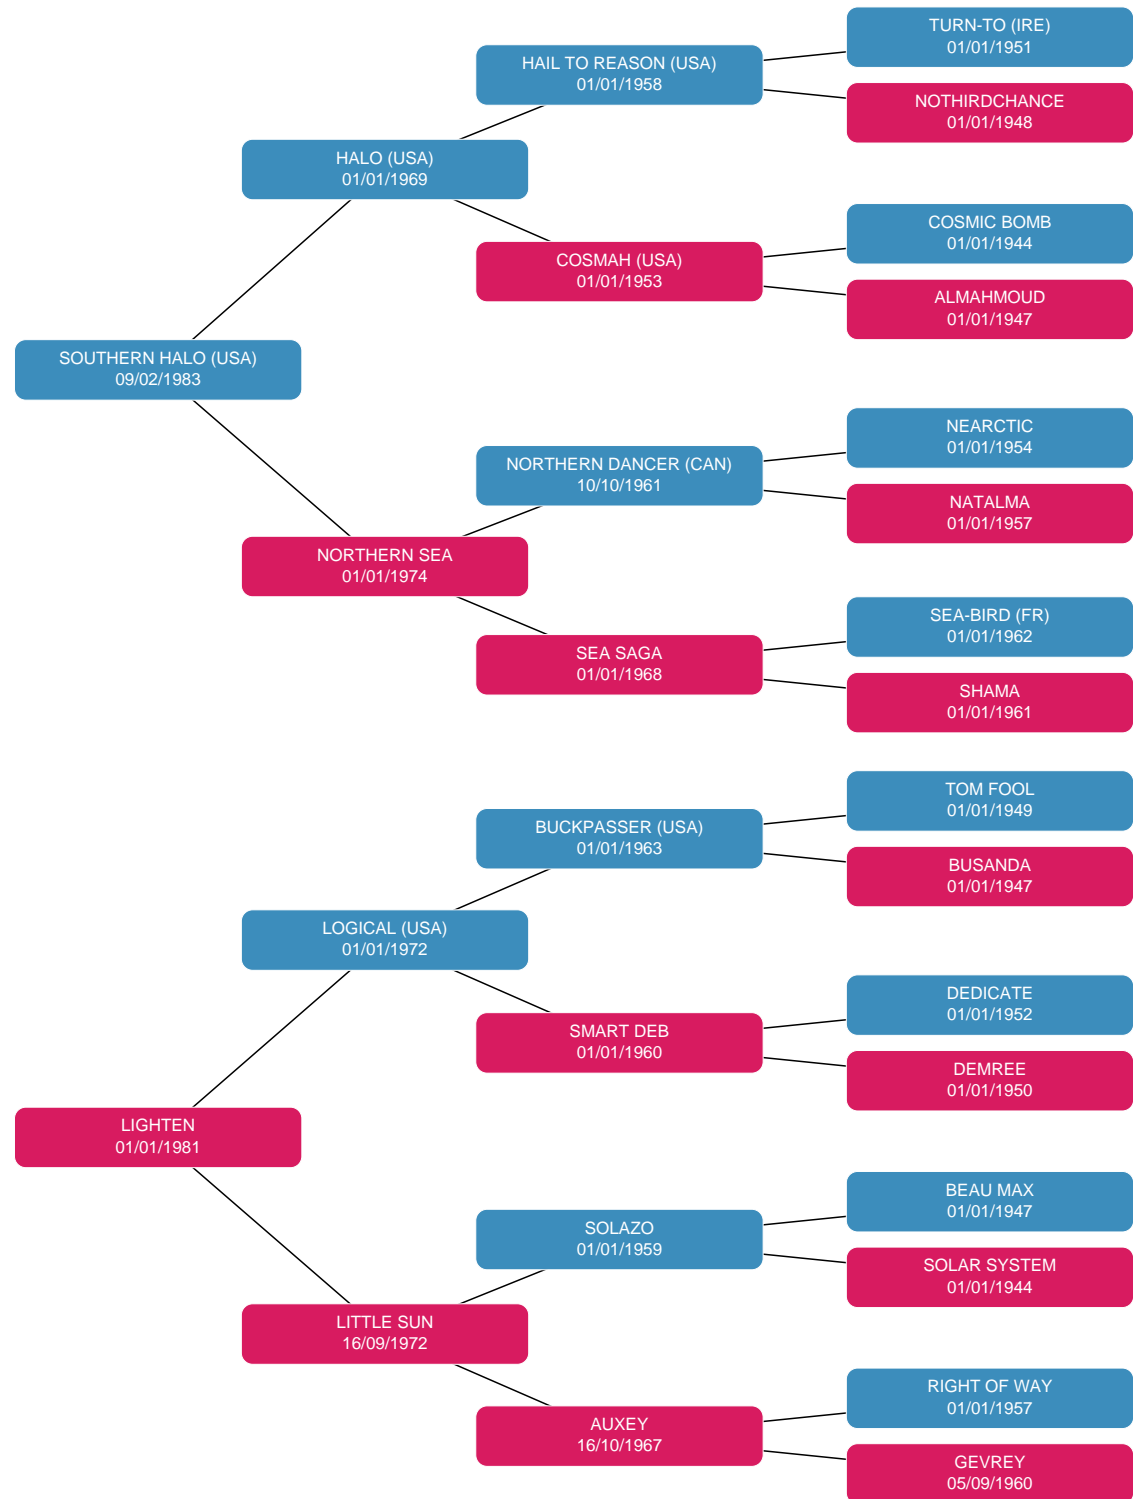 TURN-TO (IRE)
01/01/1951
HAIL TO REASON (USA)
01/01/1958
NOTHIRDCHANCE
01/01/1948
HALO (USA)
01/01/1969
COSMIC BOMB
01/01/1944
COSMAH (USA)
01/01/1953
ALMAHMOUD
01/01/1947
SOUTHERN HALO (USA)
09/02/1983
NEARCTIC
01/01/1954
NORTHERN DANCER (CAN)
10/10/1961
NATALMA
01/01/1957
NORTHERN SEA
01/01/1974
SEA-BIRD (FR)
01/01/1962
SEA SAGA
01/01/1968
SHAMA
01/01/1961
TOM FOOL
01/01/1949
BUCKPASSER (USA)
01/01/1963
BUSANDA
01/01/1947
LOGICAL (USA)
01/01/1972
DEDICATE
01/01/1952
SMART DEB
01/01/1960
DEMREE
01/01/1950
LIGHTEN
01/01/1981
BEAU MAX
01/01/1947
SOLAZO
01/01/1959
SOLAR SYSTEM
01/01/1944
LITTLE SUN
16/09/1972
RIGHT OF WAY
01/01/1957
AUXEY
16/10/1967
GEVREY
05/09/1960